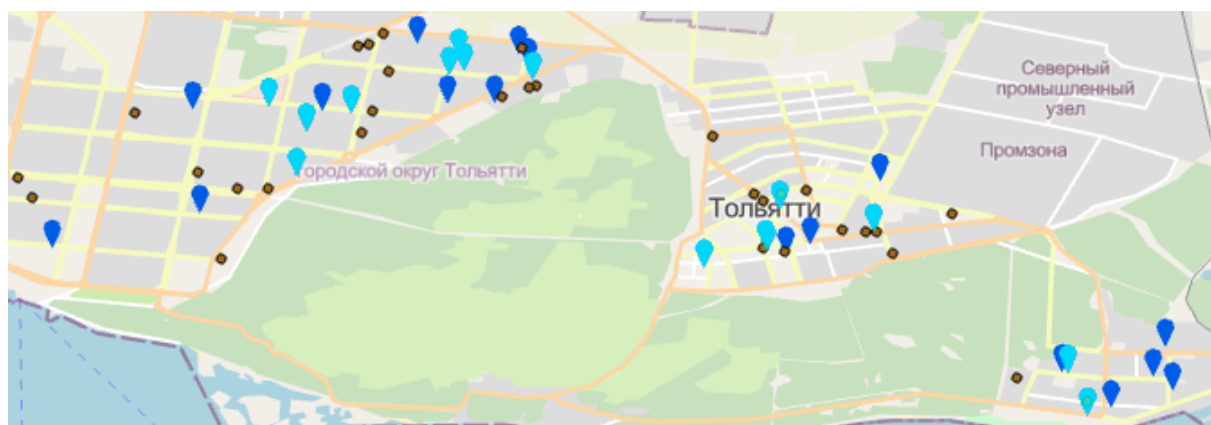 Северный
промышленный
узел
Промзона
городской округ Тольятти
Тольятти